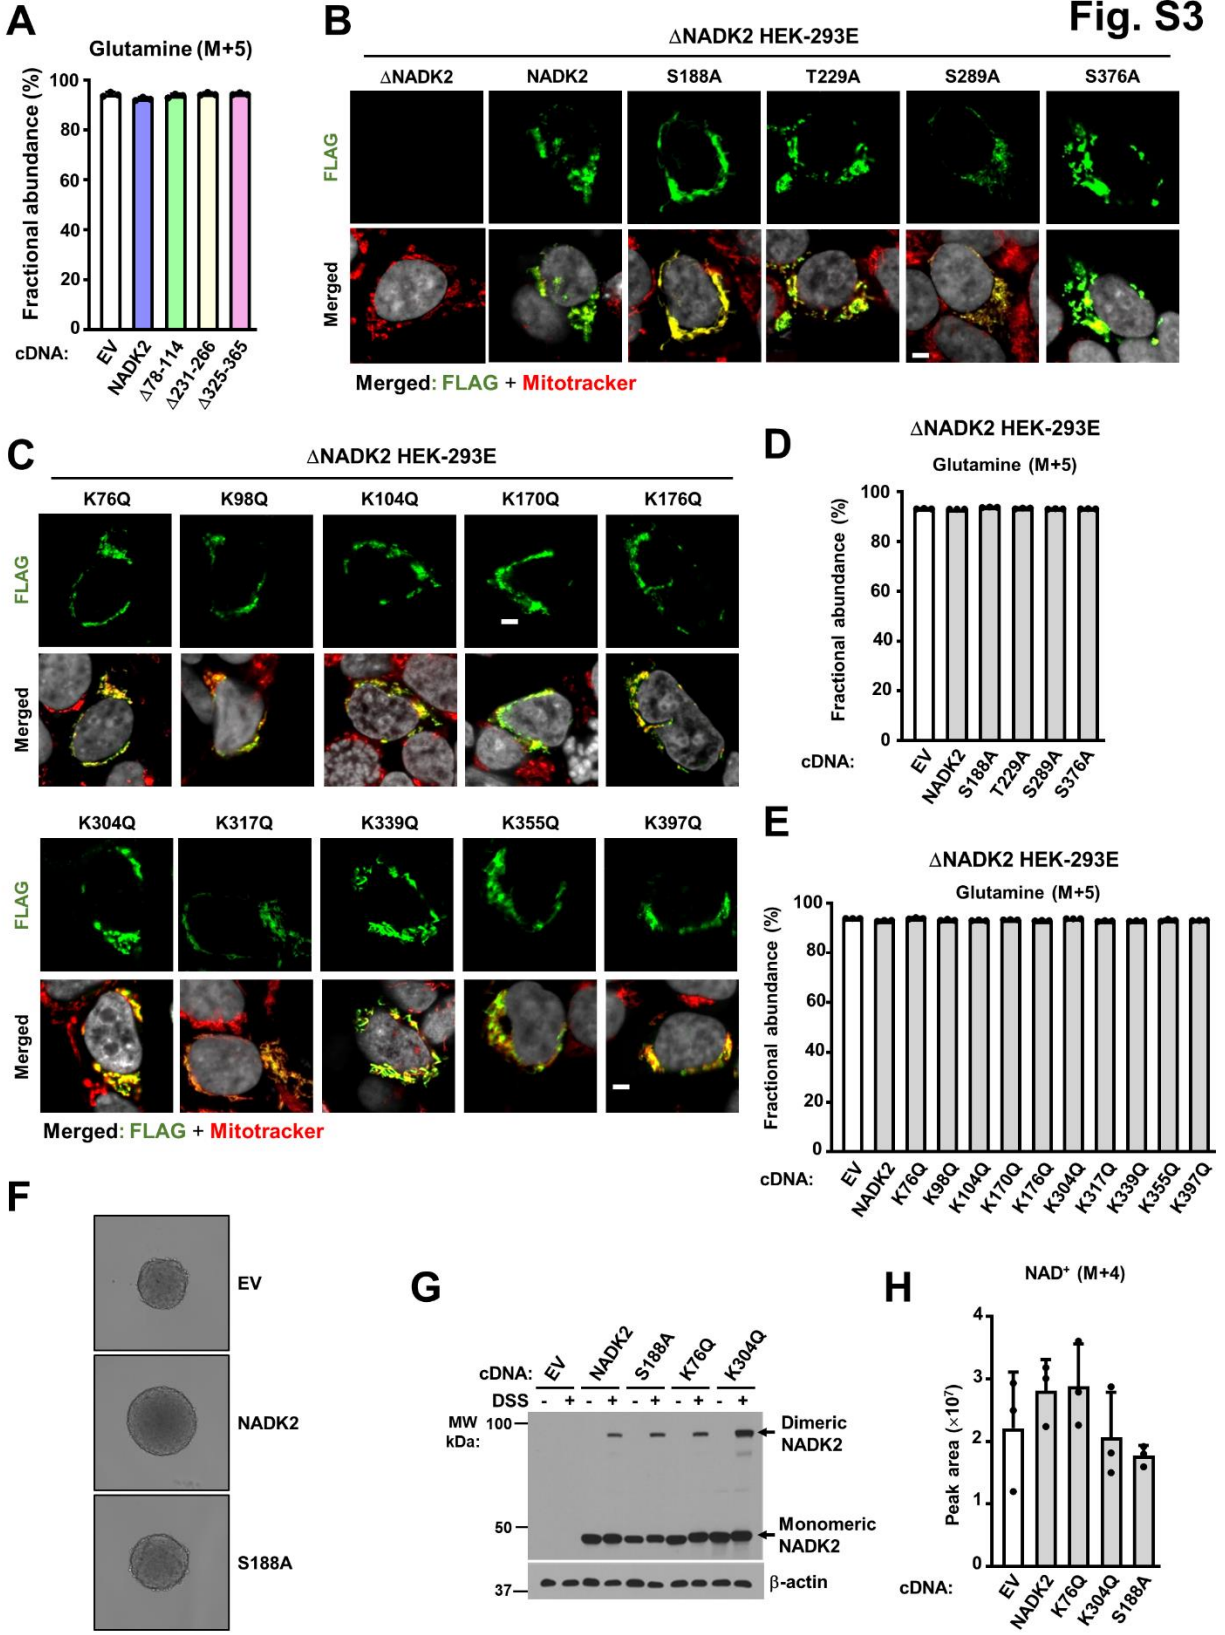 Fig. S3
A
Glutamine (M+5)
Fractional abundance (%)
100
80
60
40
20
0
cDNA:
EV
NADK2
Δ78-114
Δ231-266
Δ325-365
B
ΔNADK2 HEK-293E
ΔNADK2
NADK2
S188A
T229A
S289A
S376A
FLAG
Merged
Merged: FLAG + Mitotracker
C
ΔNADK2 HEK-293E
K76Q
K98Q
K104Q
K170Q
K176Q
FLAG
Merged
K304Q
K317Q
K339Q
K355Q
K397Q
FLAG
Merged
Merged: FLAG + Mitotracker
D
ΔNADK2 HEK-293E
Glutamine (M+5)
Fractional abundance (%)
100
80
60
40
20
0
cDNA:
EV
NADK2
S188A
T229A
S289A
S376A
E
ΔNADK2 HEK-293E
Glutamine (M+5)
Fractional abundance (%)
100
80
60
40
20
0
cDNA:
EV
NADK2
K76Q
K98Q
K104Q
K170Q
K176Q
K304Q
K317Q
K339Q
K355Q
K397Q
F
EV
NADK2
S188A
G
cDNA:
EV
NADK2
S188A
K76Q
K304Q
DSS - + - + - + - + - +
MW
kDa:
100
50
37
Dimeric
NADK2
Monomeric
NADK2
β-actin
H
NAD⁺ (M+4)
Peak area (×10⁷)
4
3
2
1
0
cDNA:
EV
NADK2
K76Q
K304Q
S188A